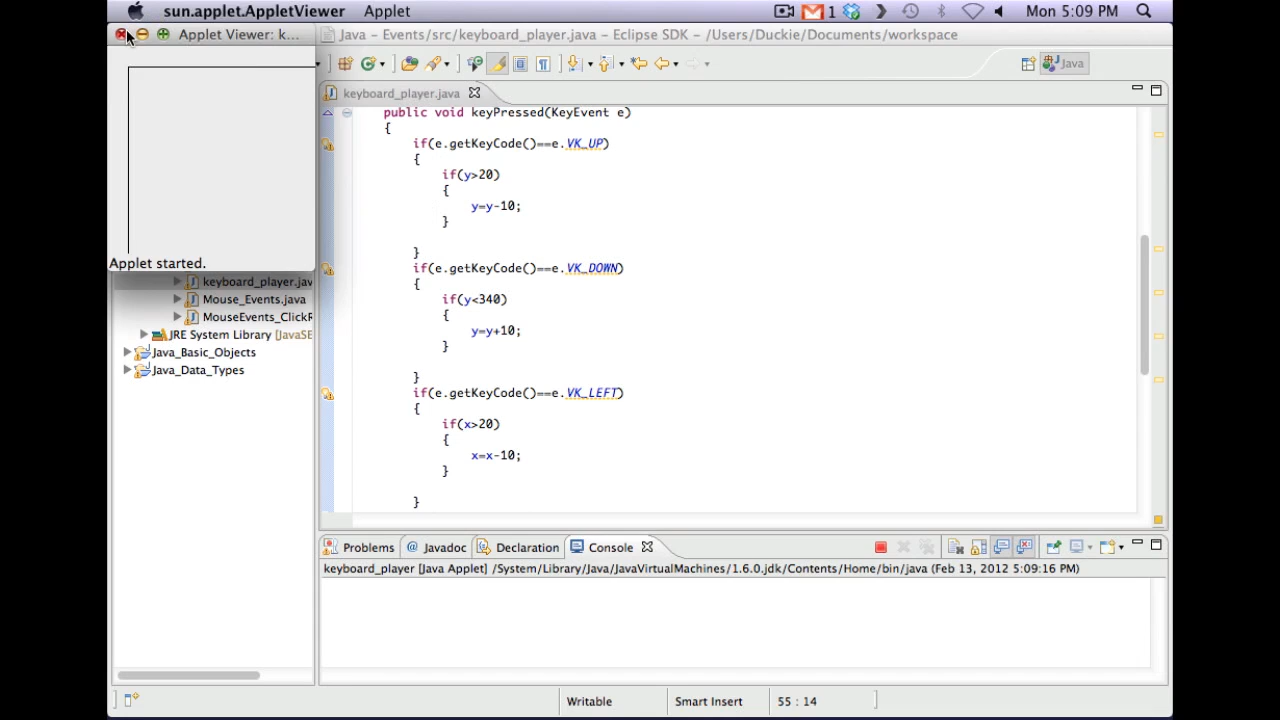 sun.applet.AppletViewer Applet 1 Mon 5:09 PM
Applet Viewer: k... Java – Events/src/keyboard_player.java – Eclipse SDK – /Users/Duckie/Documents/workspace
Java
keyboard_player.java
public void keyPressed(KeyEvent e)
{
if(e.getKeyCode()==e.VK_UP)
{
if(y>20)
{
y=y-10;
}
}
if(e.getKeyCode()==e.VK_DOWN)
{
if(y<340)
{
y=y+10;
}
}
if(e.getKeyCode()==e.VK_LEFT)
{
if(x>20)
{
x=x-10;
}
}
Applet started.
keyboard_player.jav
Mouse_Events.java
MouseEvents_ClickR
JRE System Library [JavaSE
Java_Basic_Objects
Java_Data_Types
Problems @ Javadoc Declaration Console
keyboard_player [Java Applet] /System/Library/Java/JavaVirtualMachines/1.6.0.jdk/Contents/Home/bin/java (Feb 13, 2012 5:09:16 PM)
Writable Smart Insert 55 : 14